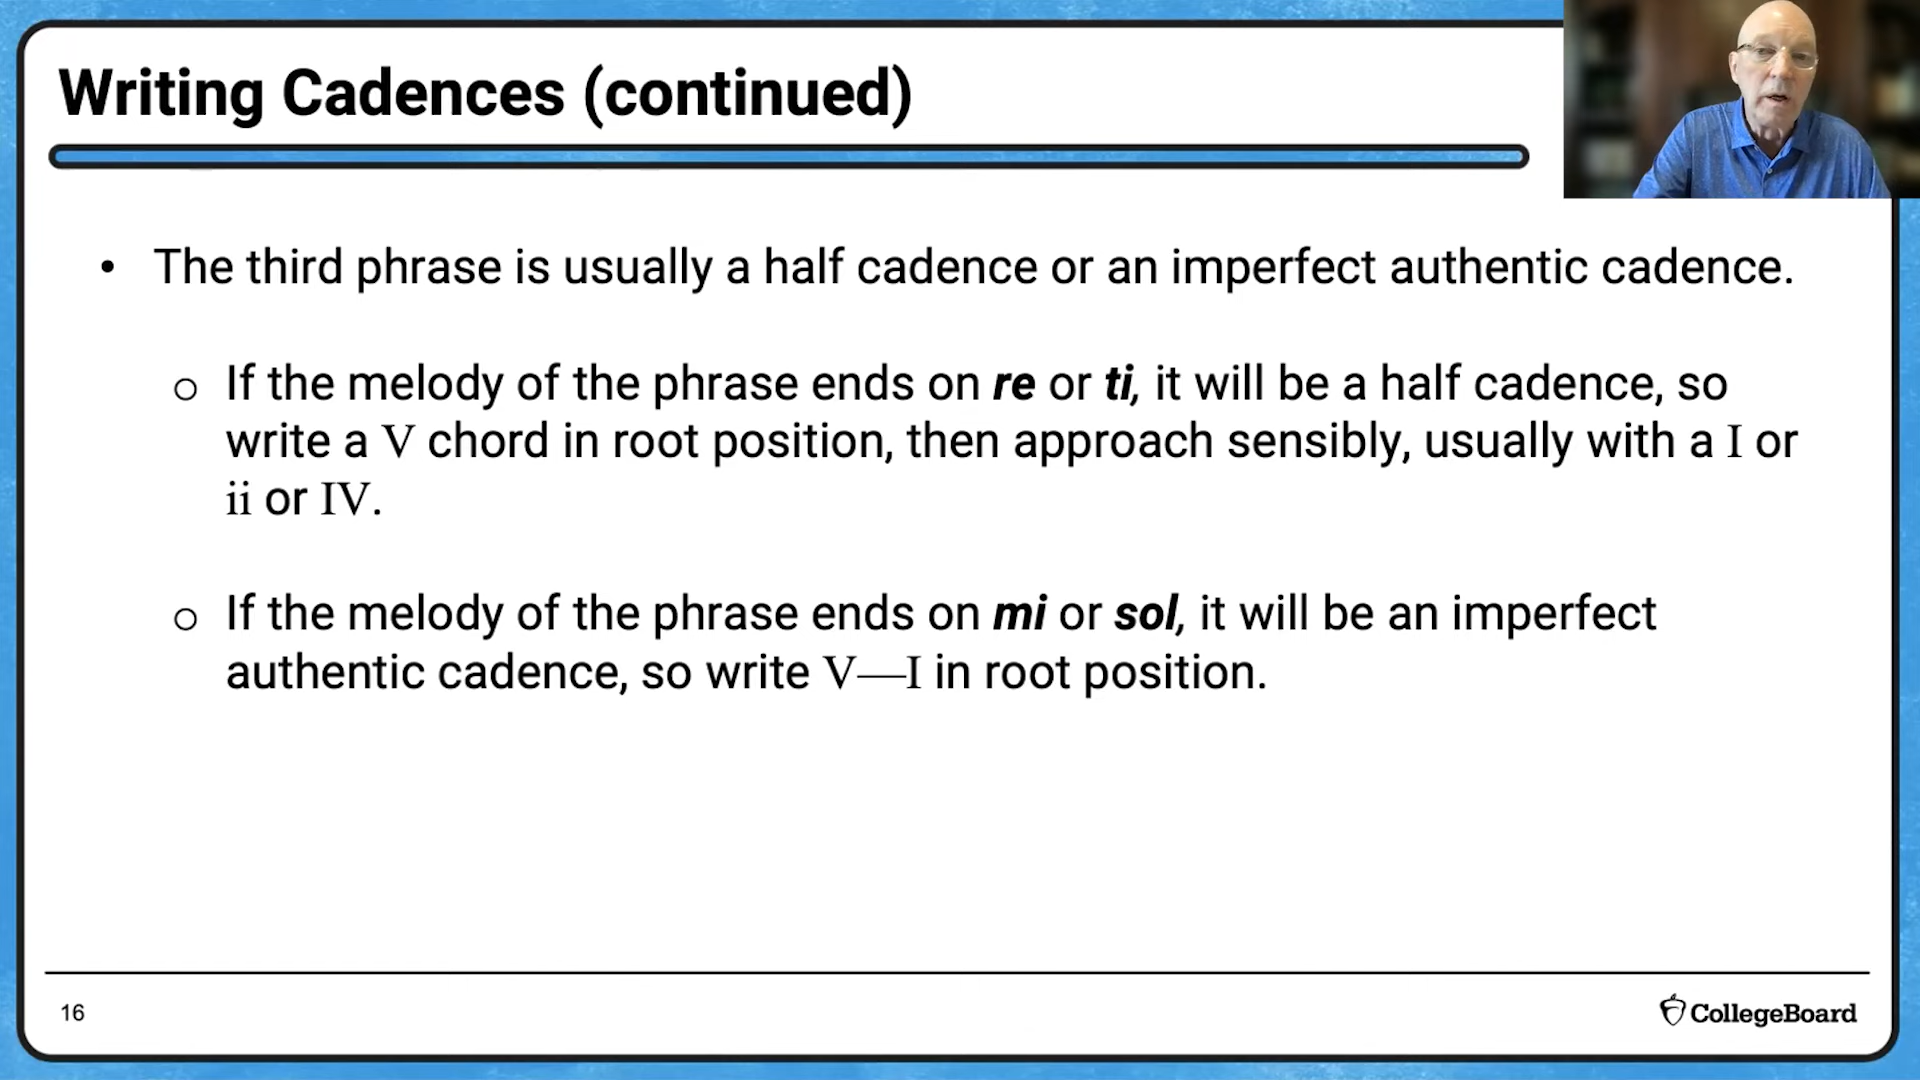 Writing Cadences (continued)
• The third phrase is usually a half cadence or an imperfect authentic cadence.
o If the melody of the phrase ends on re or ti, it will be a half cadence, so
write a V chord in root position, then approach sensibly, usually with a I or
ii or IV.
o If the melody of the phrase ends on mi or sol, it will be an imperfect
authentic cadence, so write V—I in root position.
16
CollegeBoard